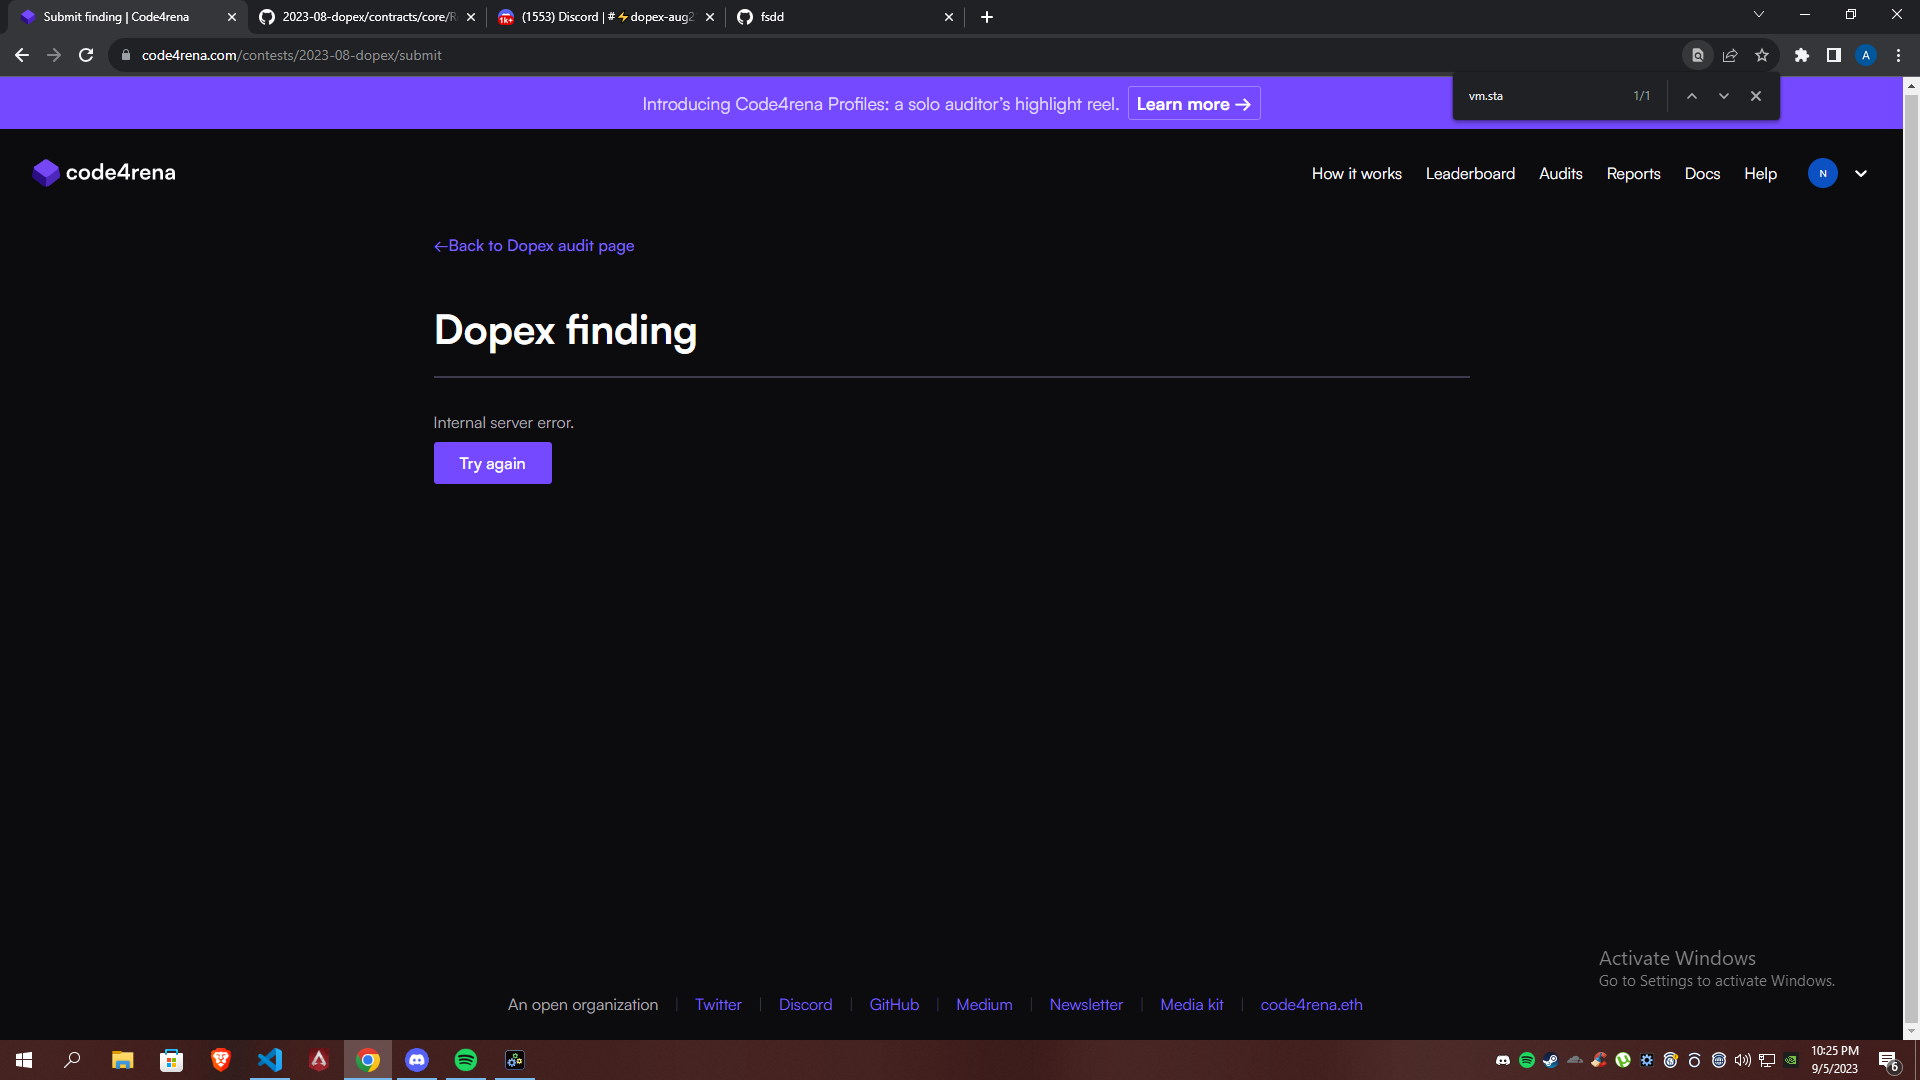 Submit finding | Code4rena
2023-08-dopex/contracts/core/R
(1553) Discord | #⚡dopex-aug2
fsdd
code4rena.com/contests/2023-08-dopex/submit
A
Introducing Code4rena Profiles: a solo auditor's highlight reel.
Learn more →
vm.sta
1/1
code4rena
How it works
Leaderboard
Audits
Reports
Docs
Help
N
←Back to Dopex audit page
Dopex finding
Internal server error.
Try again
Activate Windows
Go to Settings to activate Windows.
An open organization
Twitter
Discord
GitHub
Medium
Newsletter
Media kit
code4rena.eth
10:25 PM
9/5/2023
6